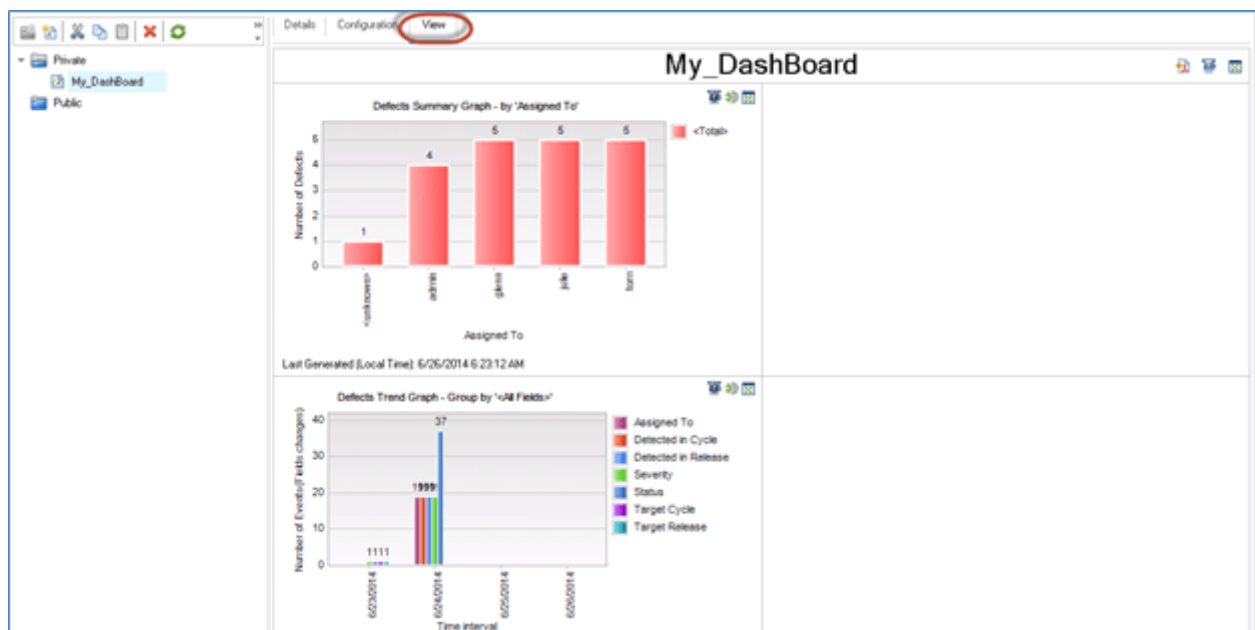 Details
Configuration
View
Private
My_DashBoard
Public
My_DashBoard
Defects Summary Graph - by 'Assigned To'
Number of Defects
5
4
3
2
1
0
1
4
5
5
5
<Total>
<unknown>
admin
glenn
julie
tom
Assigned To
Last Generated (Local Time): 6/26/2014 6:23:12 AM
Defects Trend Graph - Group by '<All Fields>'
Number of Events(Fields changes)
40
30
20
10
0
1111
37
6/23/2014
6/24/2014
6/25/2014
6/26/2014
Time interval
Assigned To
Detected in Cycle
Detected in Release
Severity
Status
Target Cycle
Target Release